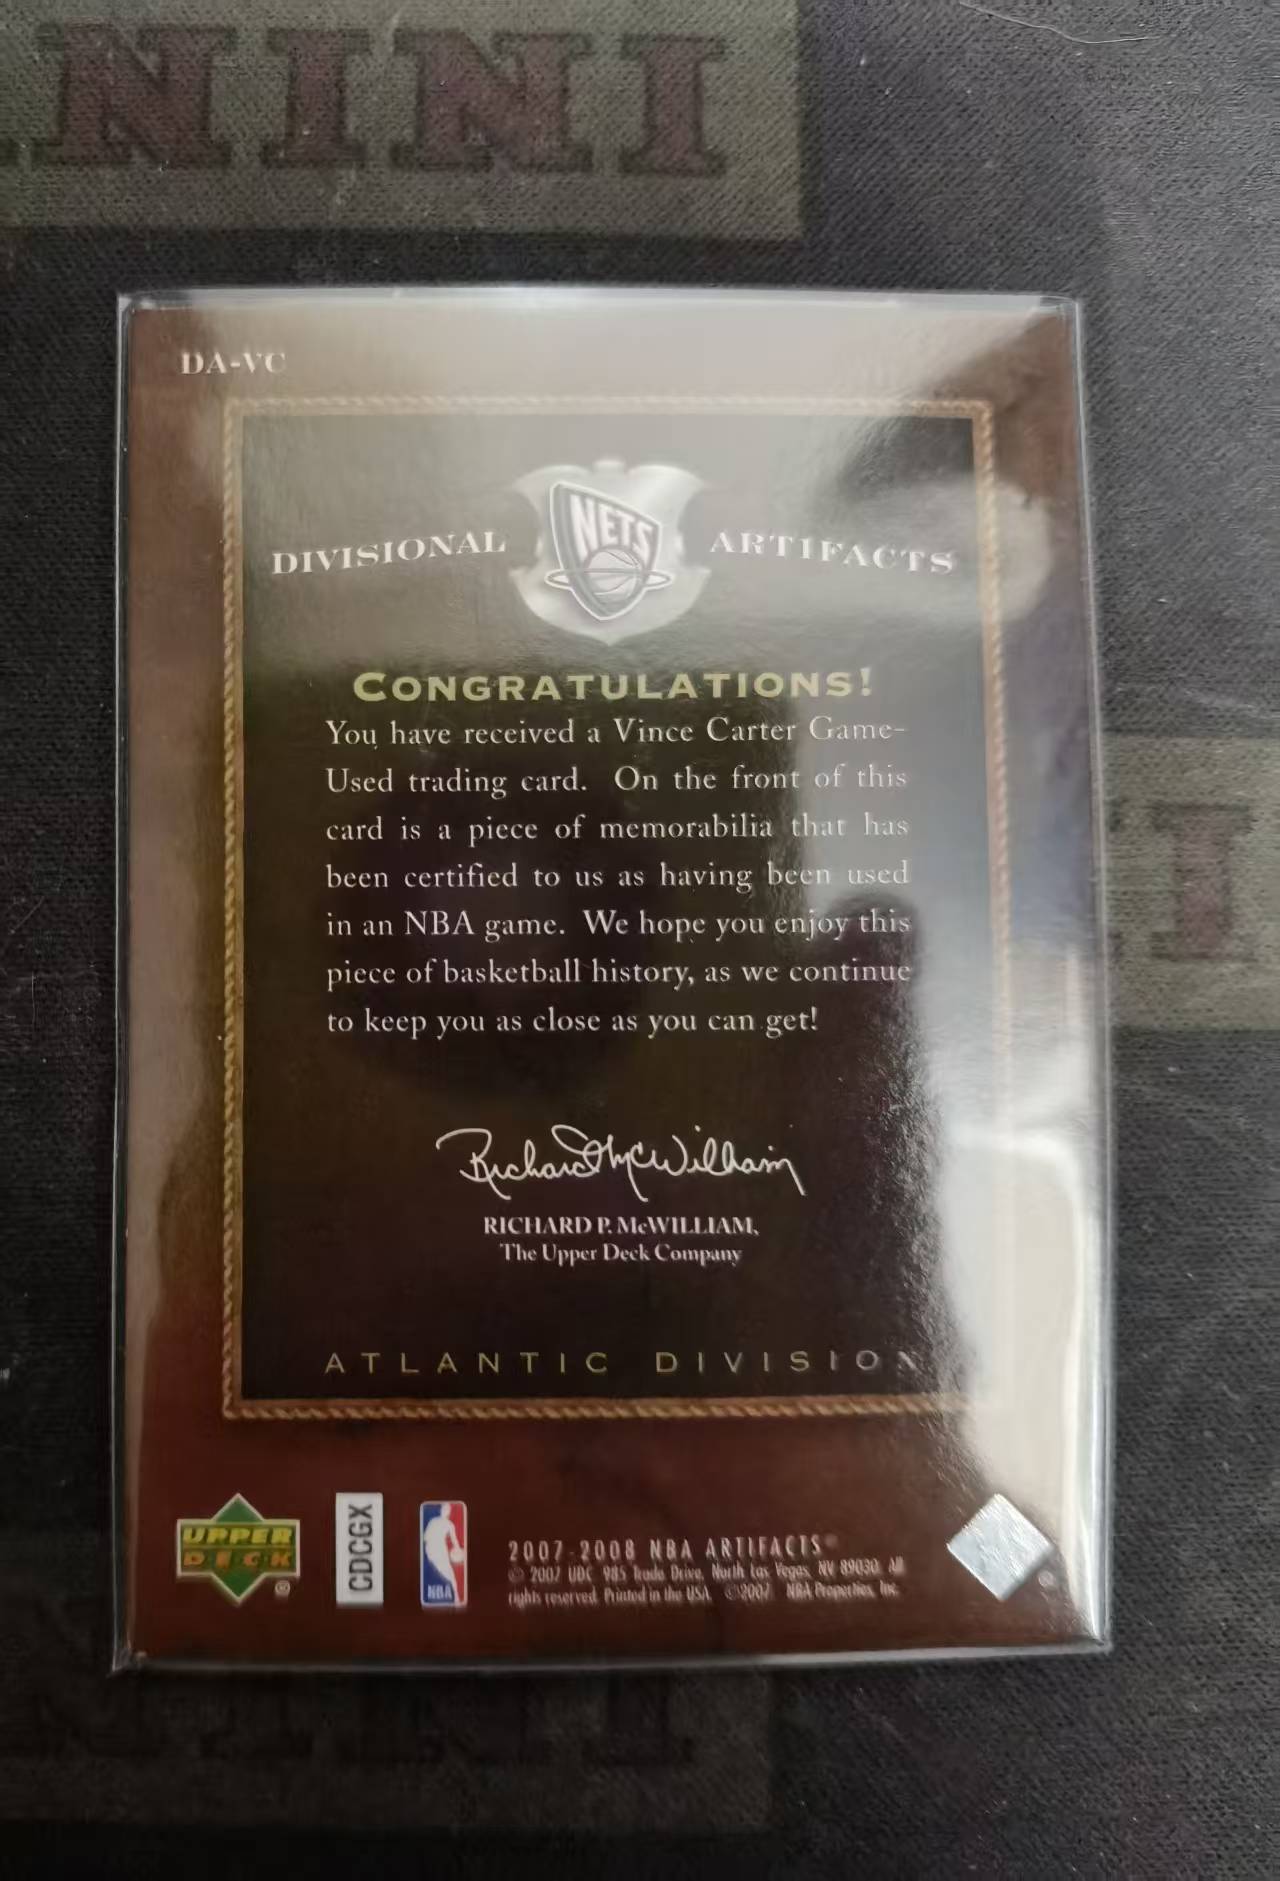 NINI
DA-VC
DIVISIONAL NETS ARTIFACTS
CONGRATULATIONS!
You have received a Vince Carter Game-
Used trading card. On the front of this
card is a piece of memorabilia that has
been certified to us as having been used
in an NBA game. We hope you enjoy this
piece of basketball history, as we continue
to keep you as close as you can get!
Richard McWilliam
RICHARD P. McWILLIAM,
The Upper Deck Company
ATLANTIC DIVISION
UPPER
DECK
®
CDCGX
NBA
2007-2008 NBA ARTIFACTS®
© 2007 UDC 985 Trade Drive, North Las Vegas, NV 89030. All
rights reserved. Printed in the USA. ©2007 NBA Properties, Inc.
NINI